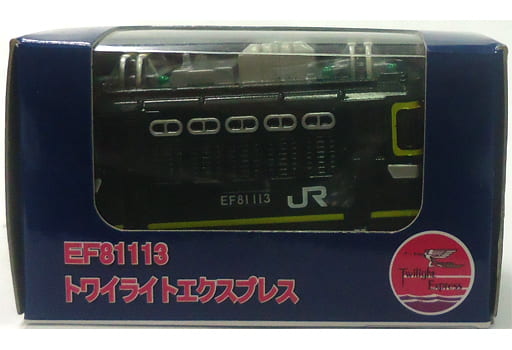 EF81113
JR
EF81113
トワイライトエクスプレス
Twilight
Express